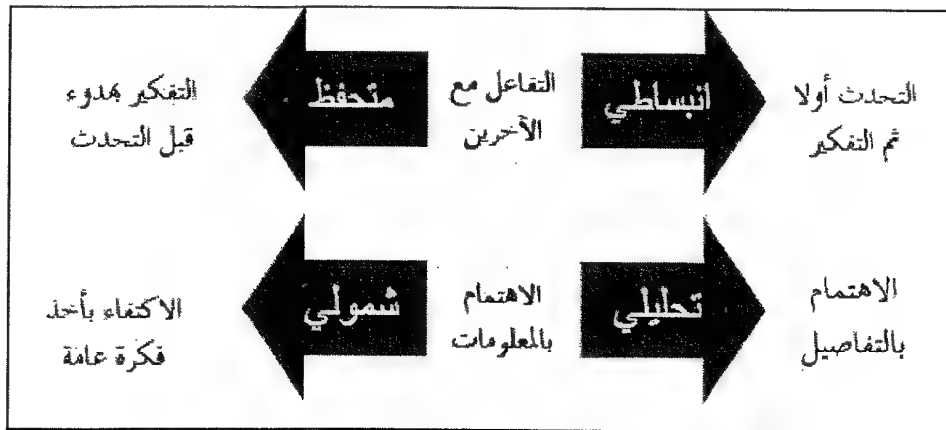 التحدث أولا
ثم التفكير
انبساطي
التفاعل مع
الآخرين
متحفظ
التفكير بهدوء
قبل التحدث
الاهتمام
بالتفاصيل
تحليلي
الاهتمام
بالمعلومات
شمولي
الاكتفاء بأخذ
فكرة عامة